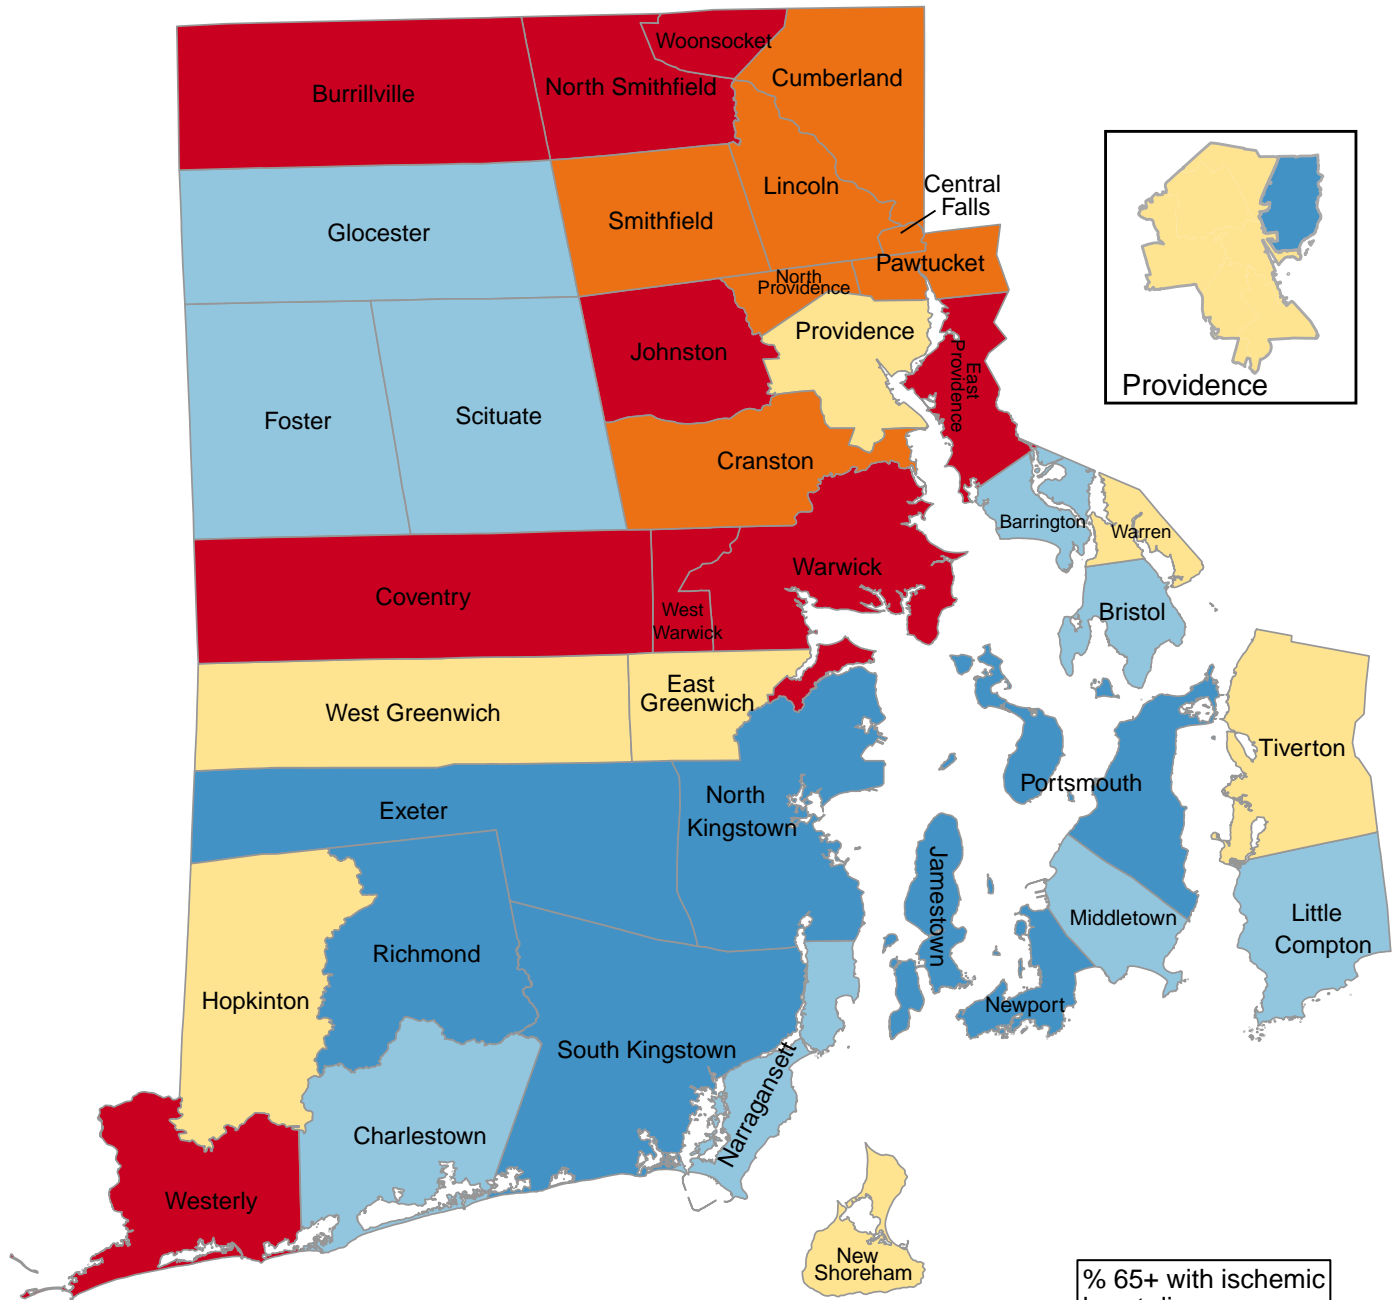 Woonsocket
Cumberland
Burrillville
North Smithfield
Lincoln
Central
Falls
Smithfield
Glocester
Pawtucket
North
Providence
Providence
Johnston
East
Providence
Foster
Scituate
Cranston
Providence
Barrington
Warren
Warwick
Coventry
West
Warwick
Bristol
East
Greenwich
West Greenwich
Tiverton
Portsmouth
Exeter
North
Kingstown
Jamestown
Middletown
Little
Compton
Richmond
Hopkinton
Newport
South Kingstown
Narragansett
Charlestown
Westerly
New
Shoreham
% 65+ with ischemic